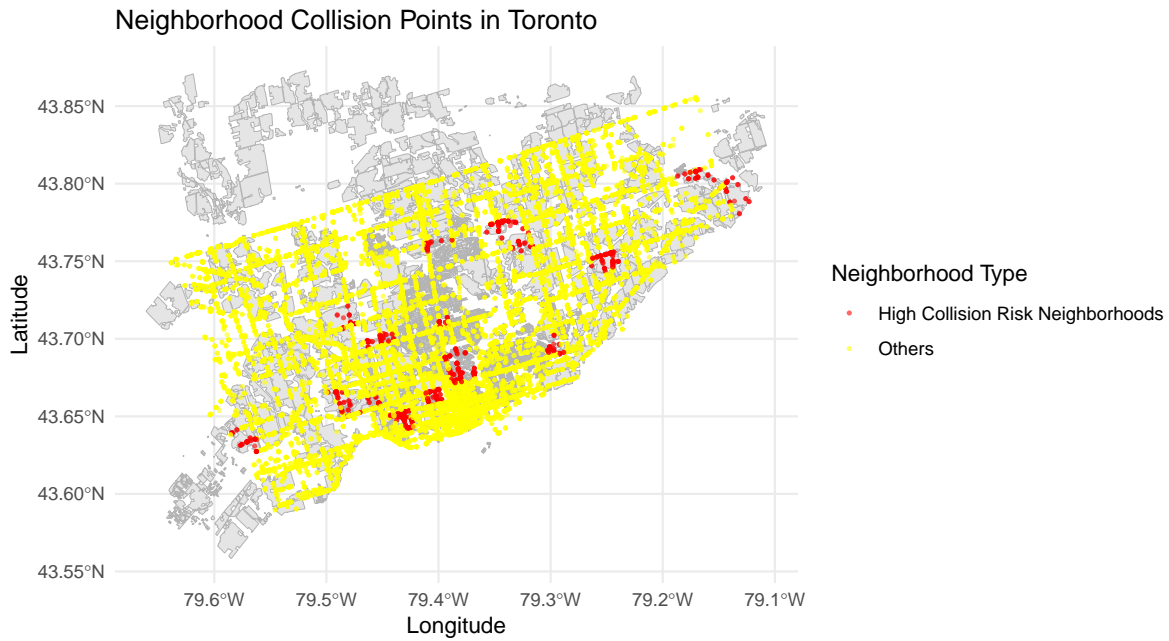 Neighborhood Collision Points in Toronto
43.85°N
43.80°N
43.75°N
43.70°N
43.65°N
43.60°N
43.55°N
Latitude
79.6°W 79.5°W 79.4°W 79.3°W 79.2°W 79.1°W
Longitude
Neighborhood Type
High Collision Risk Neighborhoods
Others